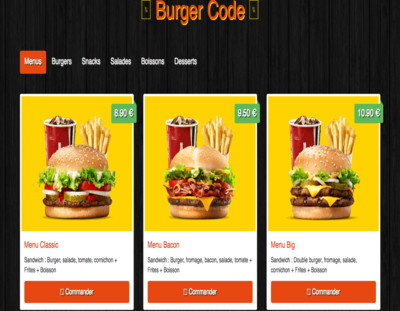 Burger Code
Menus Burgers Snacks Salades Boissons Desserts
8.90 € 9.50 € 10.90 €
Menu Classic
Sandwich : Burger, salade, tomate, cornichon +
Frites + Boisson
Commander
Menu Bacon
Sandwich : Burger, fromage, bacon, salade, tomate +
Frites + Boisson
Commander
Menu Big
Sandwich : Double burger, fromage, salade,
cornichon + Frites + Boisson
Commander